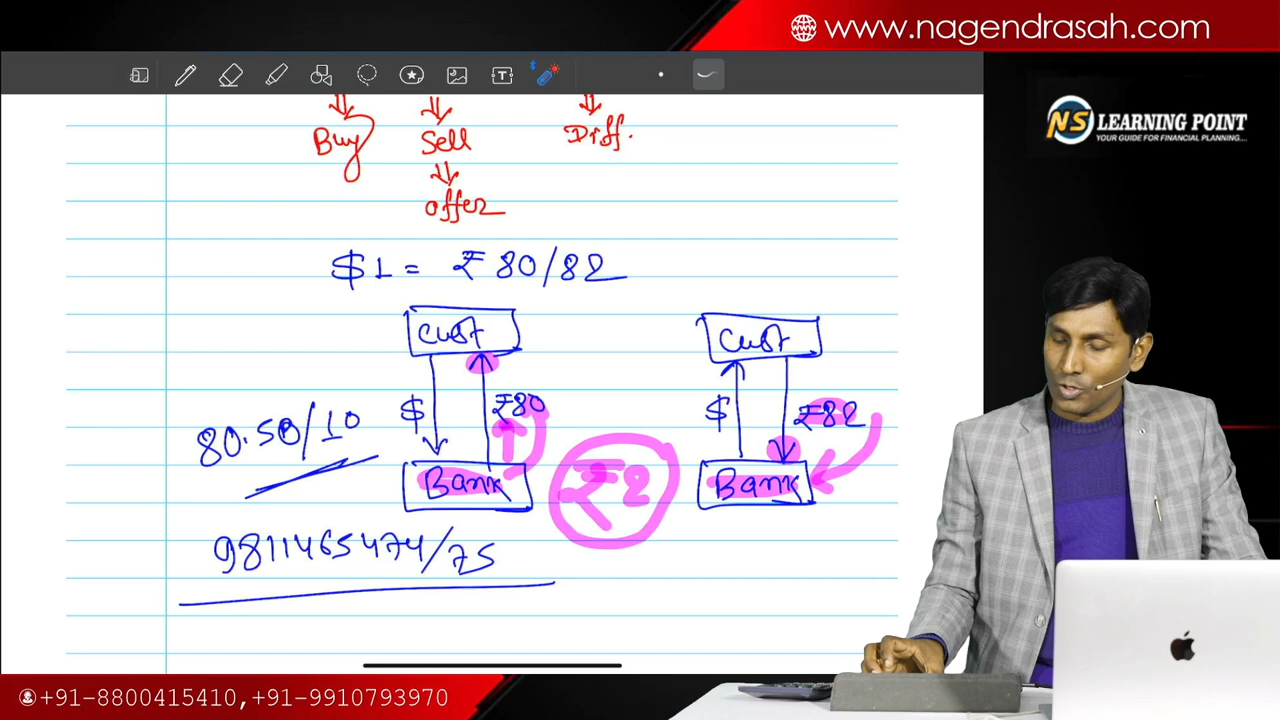 www.nagendrasah.com
NS LEARNING POINT
YOUR GUIDE FOR FINANCIAL PLANNING....
T
Buy Sell Diff.
offer
$1 = ₹80/82
Cust Cust
$ ₹80 $ ₹82
80.50/10
Bank ₹2 Bank
9811465474/75
+91-8800415410,+91-9910793970